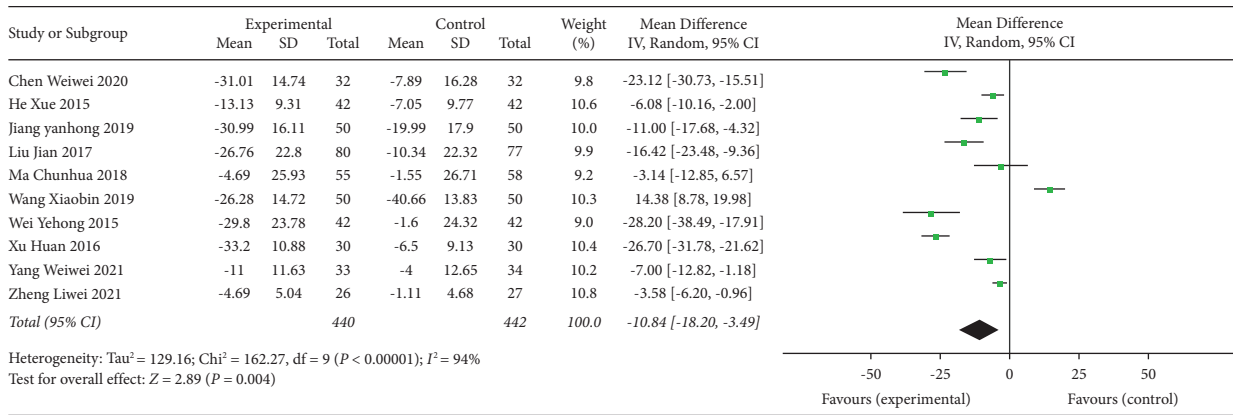 Study or Subgroup Experimental Control Weight Mean Difference Mean Difference
Mean SD Total Mean SD Total (%) IV, Random, 95% CI IV, Random, 95% CI
Chen Weiwei 2020 -31.01 14.74 32 -7.89 16.28 32 9.8 -23.12 [-30.73, -15.51]
He Xue 2015 -13.13 9.31 42 -7.05 9.77 42 10.6 -6.08 [-10.16, -2.00]
Jiang yanhong 2019 -30.99 16.11 50 -19.99 17.9 50 10.0 -11.00 [-17.68, -4.32]
Liu Jian 2017 -26.76 22.8 80 -10.34 22.32 77 9.9 -16.42 [-23.48, -9.36]
Ma Chunhua 2018 -4.69 25.93 55 -1.55 26.71 58 9.2 -3.14 [-12.85, 6.57]
Wang Xiaobin 2019 -26.28 14.72 50 -40.66 13.83 50 10.3 14.38 [8.78, 19.98]
Wei Yehong 2015 -29.8 23.78 42 -1.6 24.32 42 9.0 -28.20 [-38.49, -17.91]
Xu Huan 2016 -33.2 10.88 30 -6.5 9.13 30 10.4 -26.70 [-31.78, -21.62]
Yang Weiwei 2021 -11 11.63 33 -4 12.65 34 10.2 -7.00 [-12.82, -1.18]
Zheng Liwei 2021 -4.69 5.04 26 -1.11 4.68 27 10.8 -3.58 [-6.20, -0.96]
Total (95% CI) 440 442 100.0 -10.84 [-18.20, -3.49]
Heterogeneity: Tau² = 129.16; Chi² = 162.27, df = 9 (P < 0.00001); I² = 94%
Test for overall effect: Z = 2.89 (P = 0.004)
-50 -25 0 25 50
Favours (experimental) Favours (control)